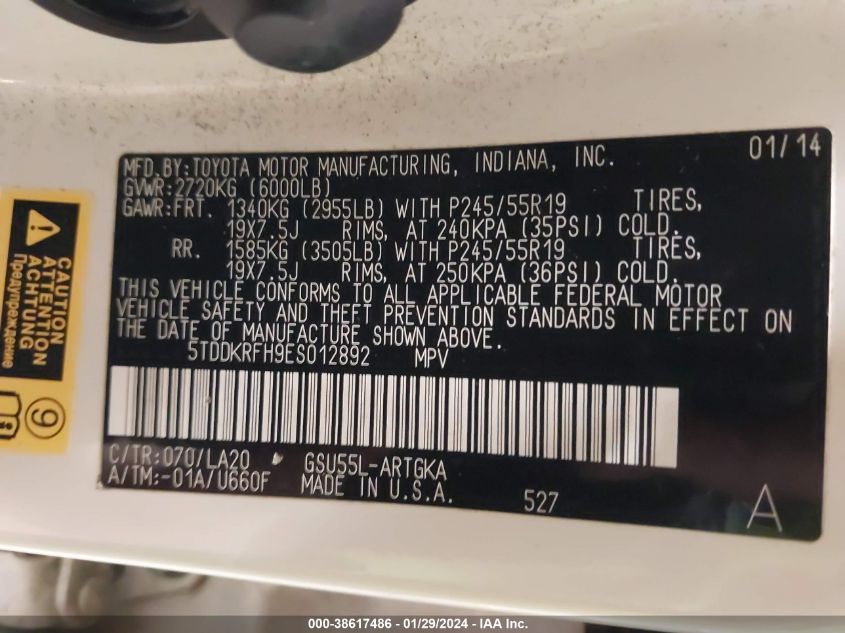 MFD.BY:TOYOTA MOTOR MANUFACTURING, INDIANA, INC. 01/14
GVWR:2720KG (6000LB)
GAWR:FRT. 1340KG (2955LB) WITH P245/55R19 TIRES,
19X7.5J RIMS, AT 240KPA (35PSI) COLD.
RR. 1585KG (3505LB) WITH P245/55R19 TIRES,
19X7.5J RIMS, AT 250KPA (36PSI) COLD.
THIS VEHICLE CONFORMS TO ALL APPLICABLE FEDERAL MOTOR
VEHICLE SAFETY AND THEFT PREVENTION STANDARDS IN EFFECT ON
THE DATE OF MANUFACTURE SHOWN ABOVE.
5TDDKRFH9ES012892 MPV
C/TR:070/LA20 GSU55L-ARTGKA
A/TM:-01A/U660F MADE IN U.S.A. 527
A
CAUTION
ATTENTION
ACHTUNG
Предупреждение
9
000-38617486 - 01/29/2024 - IAA Inc.